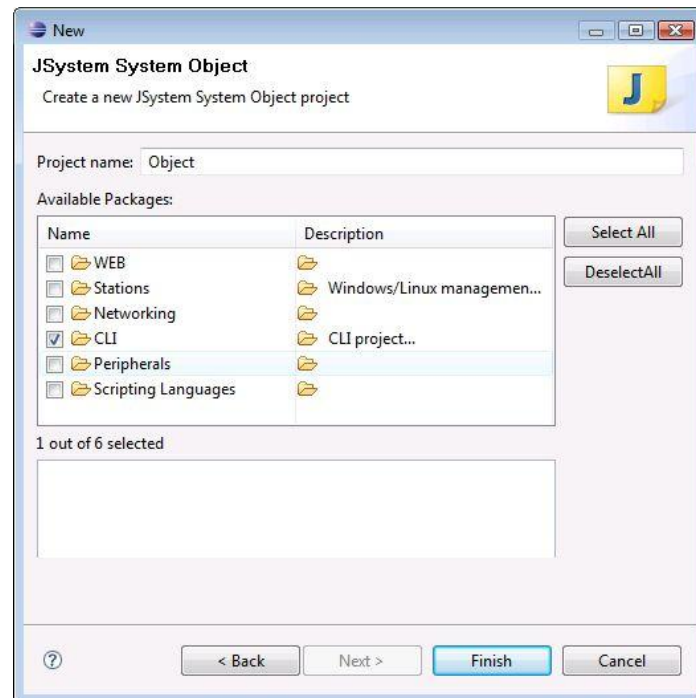 New
JSystem System Object
Create a new JSystem System Object project
J
Project name: Object
Available Packages:
Name Description
WEB
Stations Windows/Linux managemen...
Networking
CLI CLI project...
Peripherals
Scripting Languages
Select All
DeselectAll
1 out of 6 selected
?
< Back Next > Finish Cancel